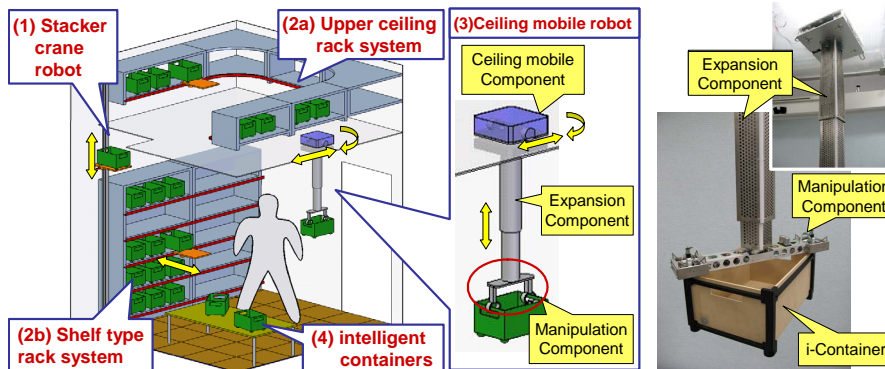 (1) Stacker
crane
robot
(2a) Upper ceiling
rack system
(2b) Shelf type
rack system
(4) intelligent
containers
(3)Ceiling mobile robot
Ceiling mobile
Component
Expansion
Component
Manipulation
Component
Expansion
Component
Manipulation
Component
i-Container